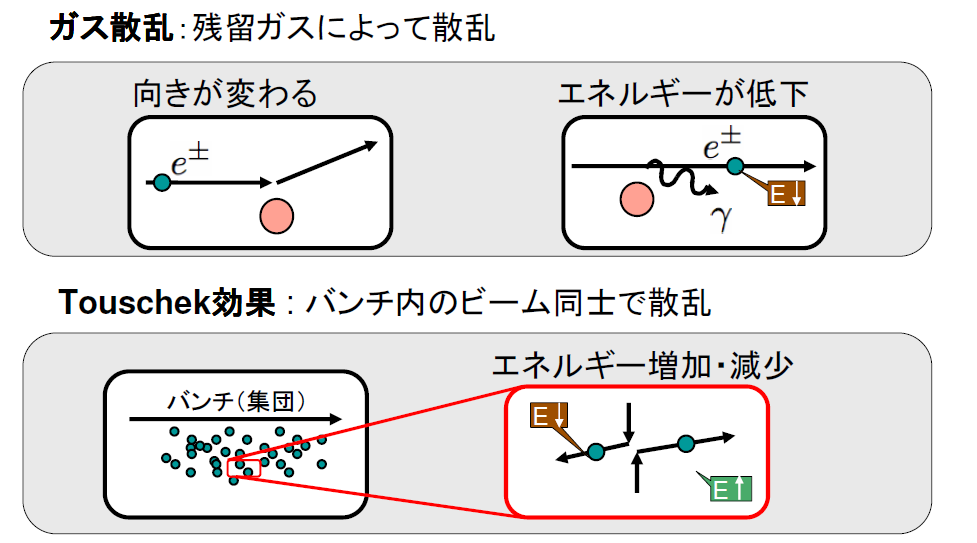 ガス散乱：残留ガスによって散乱
向きが変わる
エネルギーが低下
e±
e±
E↓
γ
Touschek効果：バンチ内のビーム同士で散乱
エネルギー増加・減少
バンチ（集団）
E↓
E↑